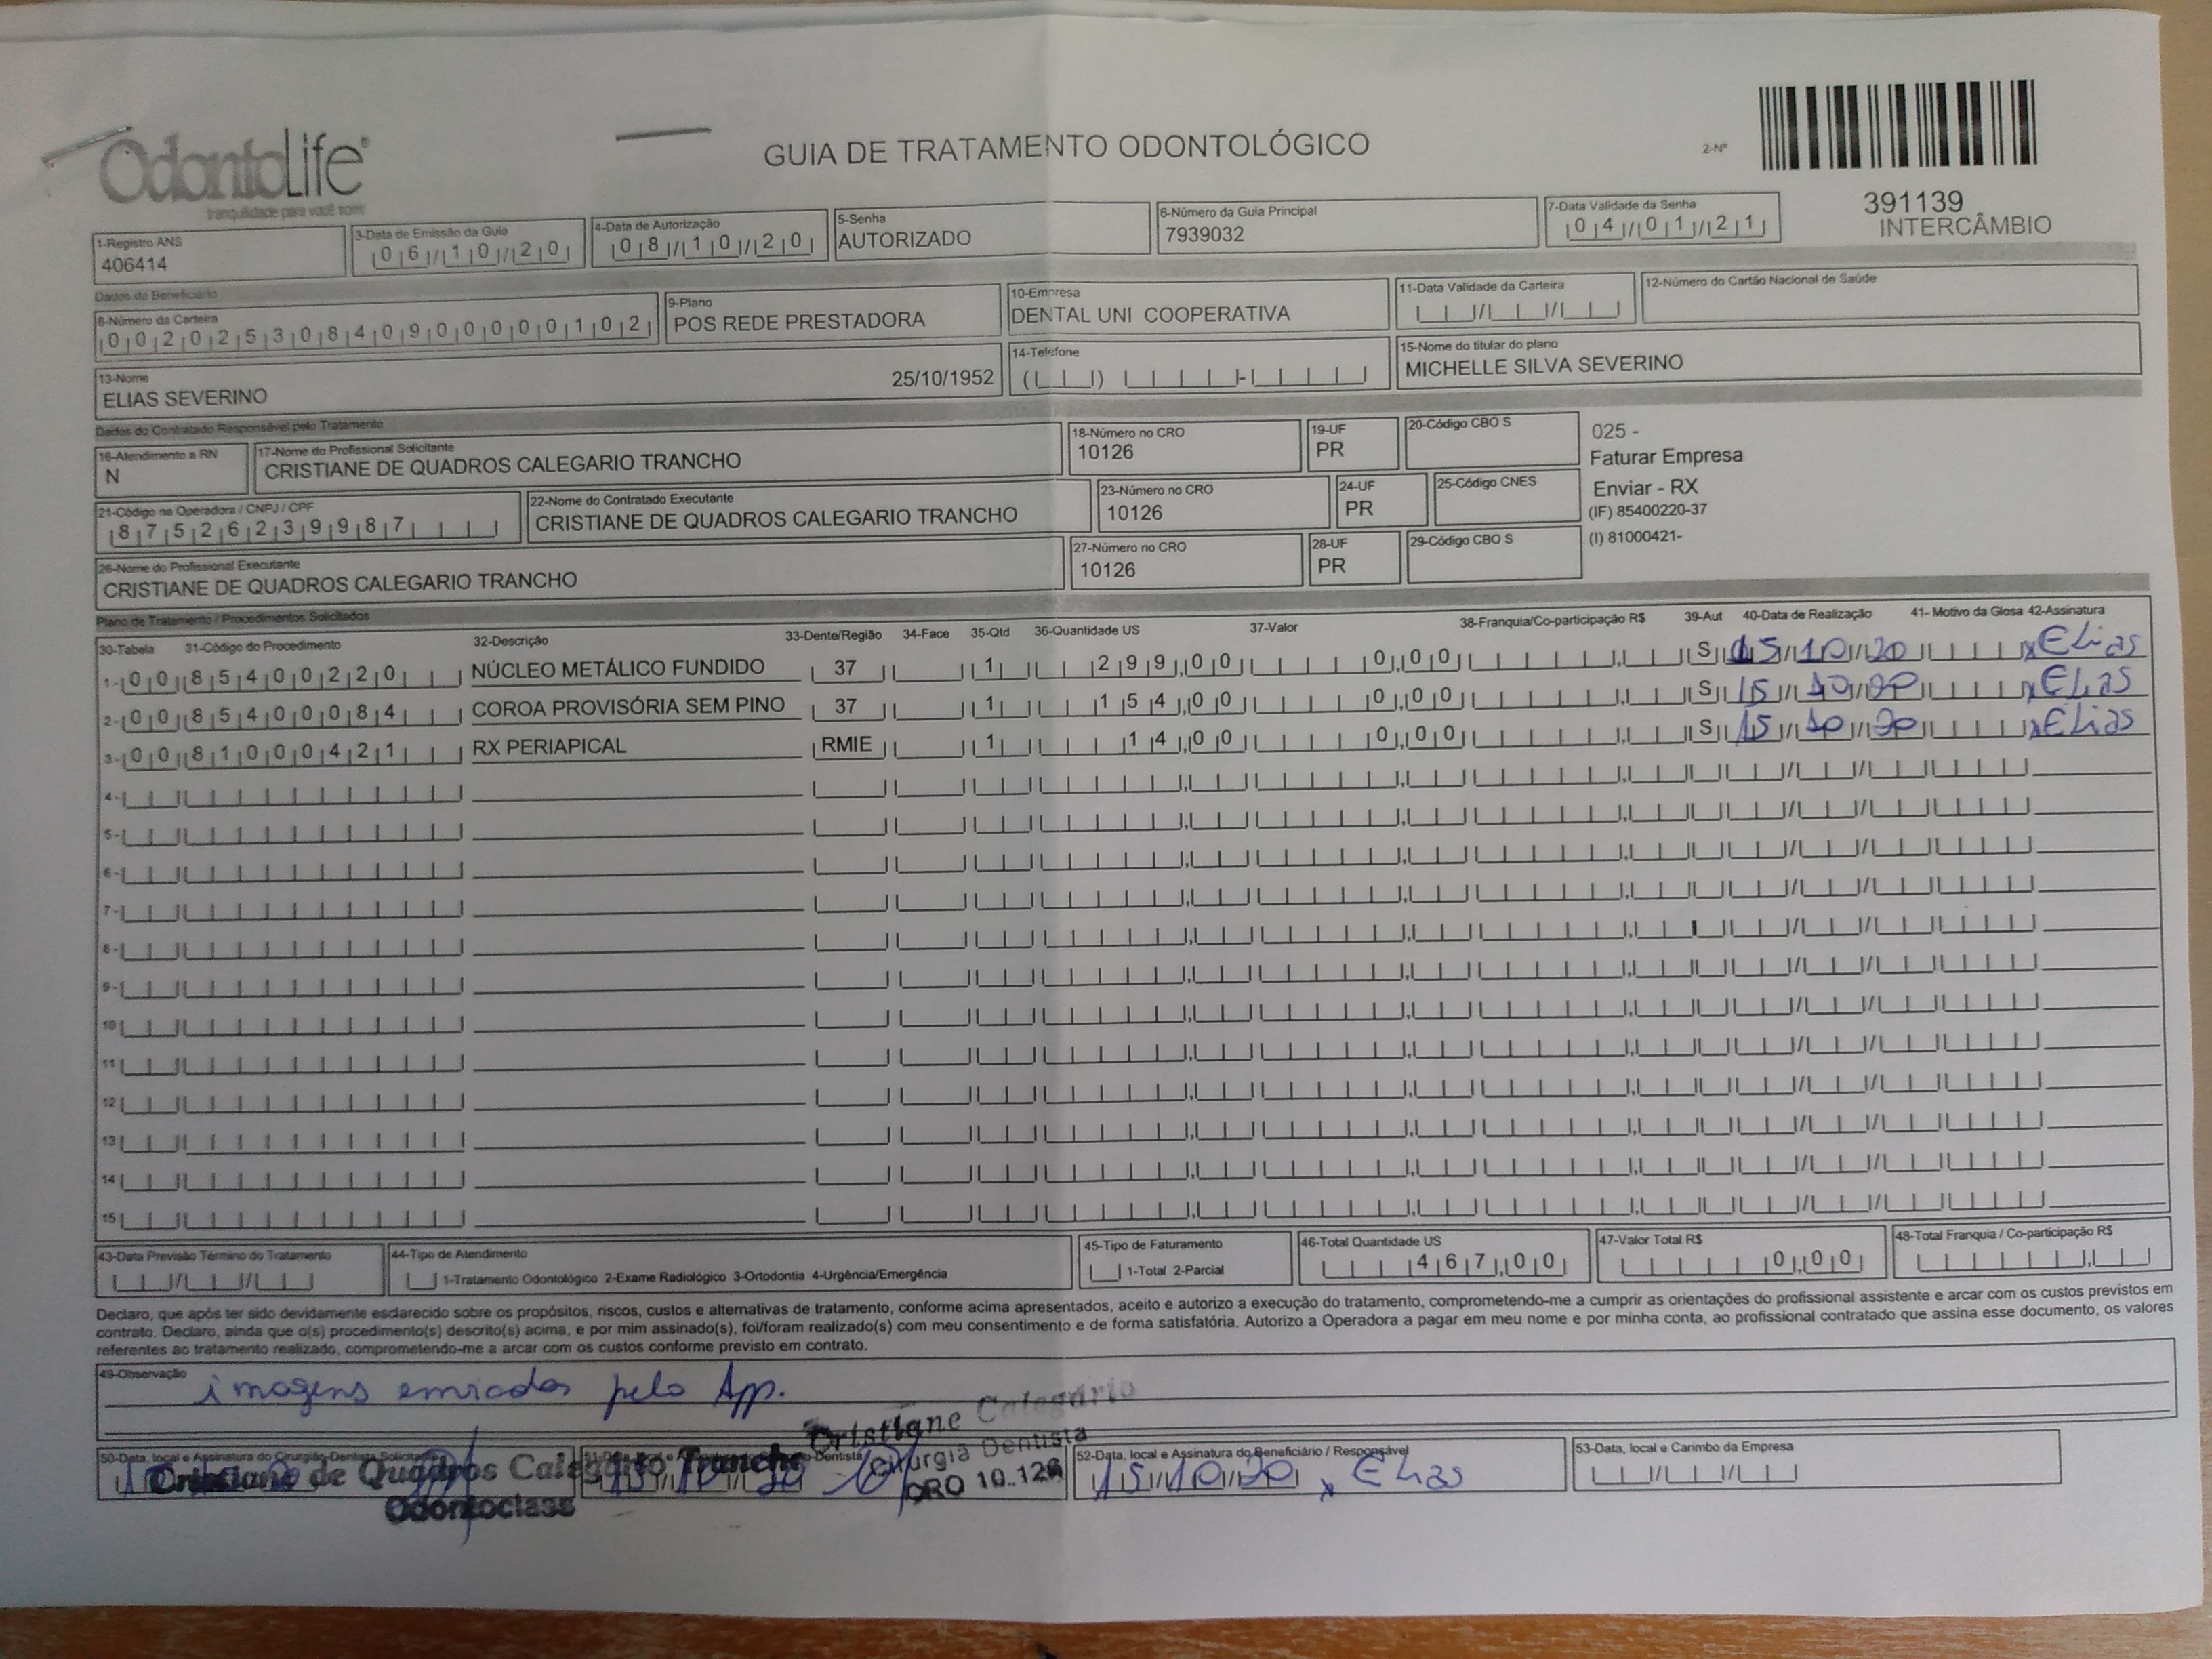 OdontoLife
tranquilidade para você sorrir
GUIA DE TRATAMENTO ODONTOLÓGICO
2-Nº
391139
INTERCÂMBIO
1-Registro ANS
406414
3-Data de Emissão da Guia
06/10/20
4-Data de Autorização
08/10/20
5-Senha
AUTORIZADO
6-Número da Guia Principal
7939032
7-Data Validade da Senha
04/01/21
Dados do Beneficiário
8-Número da Carteira
00202530840900000102
9-Plano
POS REDE PRESTADORA
10-Empresa
DENTAL UNI COOPERATIVA
11-Data Validade da Carteira
12-Número do Cartão Nacional de Saúde
13-Nome
ELIAS SEVERINO 25/10/1952
14-Telefone
15-Nome do titular do plano
MICHELLE SILVA SEVERINO
Dados do Contratado Responsável pelo Tratamento
16-Atendimento a RN
N
17-Nome do Profissional Solicitante
CRISTIANE DE QUADROS CALEGARIO TRANCHO
18-Número no CRO
10126
19-UF
PR
20-Código CBO S
025 -
Faturar Empresa
Enviar - RX
(IF) 85400220-37
(I) 81000421-
21-Código na Operadora / CNPJ / CPF
87526239987
22-Nome do Contratado Executante
CRISTIANE DE QUADROS CALEGARIO TRANCHO
23-Número no CRO
10126
24-UF
PR
25-Código CNES
26-Nome do Profissional Executante
CRISTIANE DE QUADROS CALEGARIO TRANCHO
27-Número no CRO
10126
28-UF
PR
29-Código CBO S
Plano de Tratamento / Procedimentos Solicitados
30-Tabela 31-Código do Procedimento 32-Descrição 33-Dente/Região 34-Face 35-Qtd 36-Quantidade US 37-Valor 38-Franquia/Co-participação R$ 39-Aut 40-Data de Realização 41- Motivo da Glosa 42-Assinatura
1- 00 85400220 NÚCLEO METÁLICO FUNDIDO 37 1 299,00 0,00 S 15/10/20 x Elias
2- 00 85400084 COROA PROVISÓRIA SEM PINO 37 1 154,00 0,00 S 15/10/20 x Elias
3- 00 81000421 RX PERIAPICAL RMIE 1 14,00 0,00 S 15/10/20 x Elias
4-
5-
6-
7-
8-
9-
10
11
12
13
14
15
43-Data Previsão Término do Tratamento
44-Tipo de Atendimento
1-Tratamento Odontológico 2-Exame Radiológico 3-Ortodontia 4-Urgência/Emergência
45-Tipo de Faturamento
1-Total 2-Parcial
46-Total Quantidade US
467,00
47-Valor Total R$
0,00
48-Total Franquia / Co-participação R$
Declaro, que após ter sido devidamente esclarecido sobre os propósitos, riscos, custos e alternativas de tratamento, conforme acima apresentados, aceito e autorizo a execução do tratamento, comprometendo-me a cumprir as orientações do profissional assistente e arcar com os custos previstos em
contrato. Declaro, ainda que o(s) procedimento(s) descrito(s) acima, e por mim assinado(s), foi/foram realizado(s) com meu consentimento e de forma satisfatória. Autorizo a Operadora a pagar em meu nome e por minha conta, ao profissional contratado que assina esse documento, os valores
referentes ao tratamento realizado, comprometendo-me a arcar com os custos conforme previsto em contrato.
49-Observação
imagens enviadas pelo App.
50-Data, local e Assinatura do Cirurgião-Dentista Solicitante
Cristiane de Quadros Calegario Trancho
Odontoclass
15/10/20
Cristiane Calegário
Cirurgiã Dentista
CRO 10.126
52-Data, local e Assinatura do Beneficiário / Responsável
15/10/20 x Elias
53-Data, local e Carimbo da Empresa